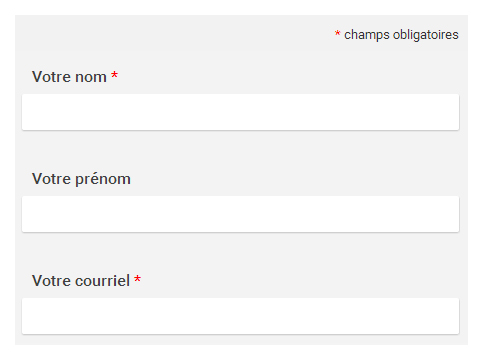 * champs obligatoires
Votre nom *
Votre prénom
Votre courriel *